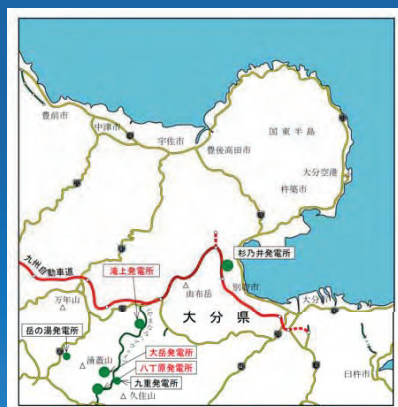 豊前市
中津市
宇佐市
豊後高田市
国東半島
大分空港
杵築市
杉乃井発電所
九州自動車道
滝上発電所
別府市
由布岳
万年山
大分市
大分県
岳の湯発電所
大岳発電所
涌蓋山
八丁原発電所
九重発電所
久住山
臼杵市